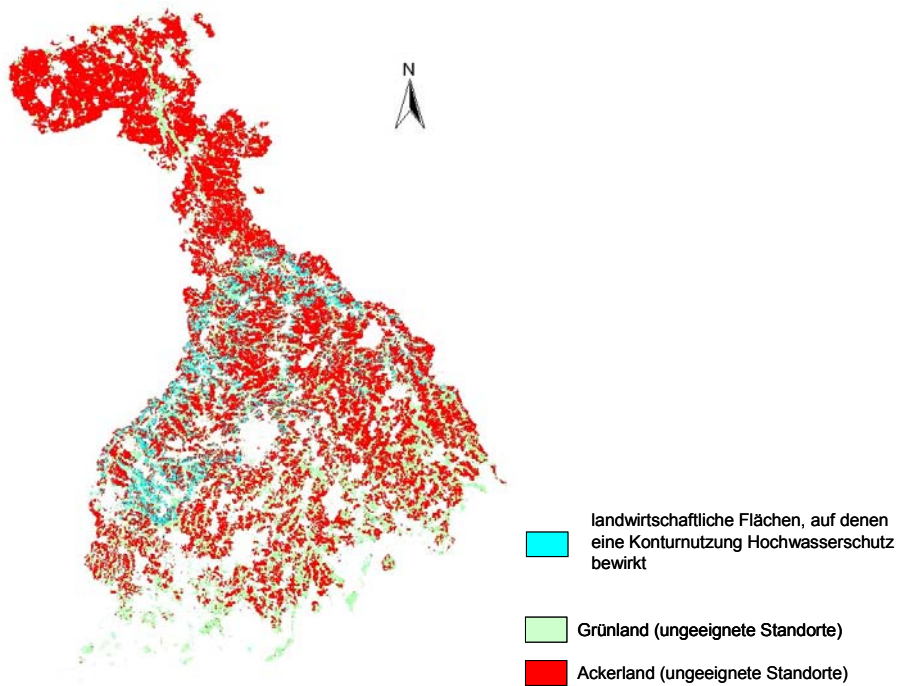 N
landwirtschaftliche Flächen, auf denen
eine Konturnutzung Hochwasserschutz
bewirkt
Grünland (ungeeignete Standorte)
Ackerland (ungeeignete Standorte)